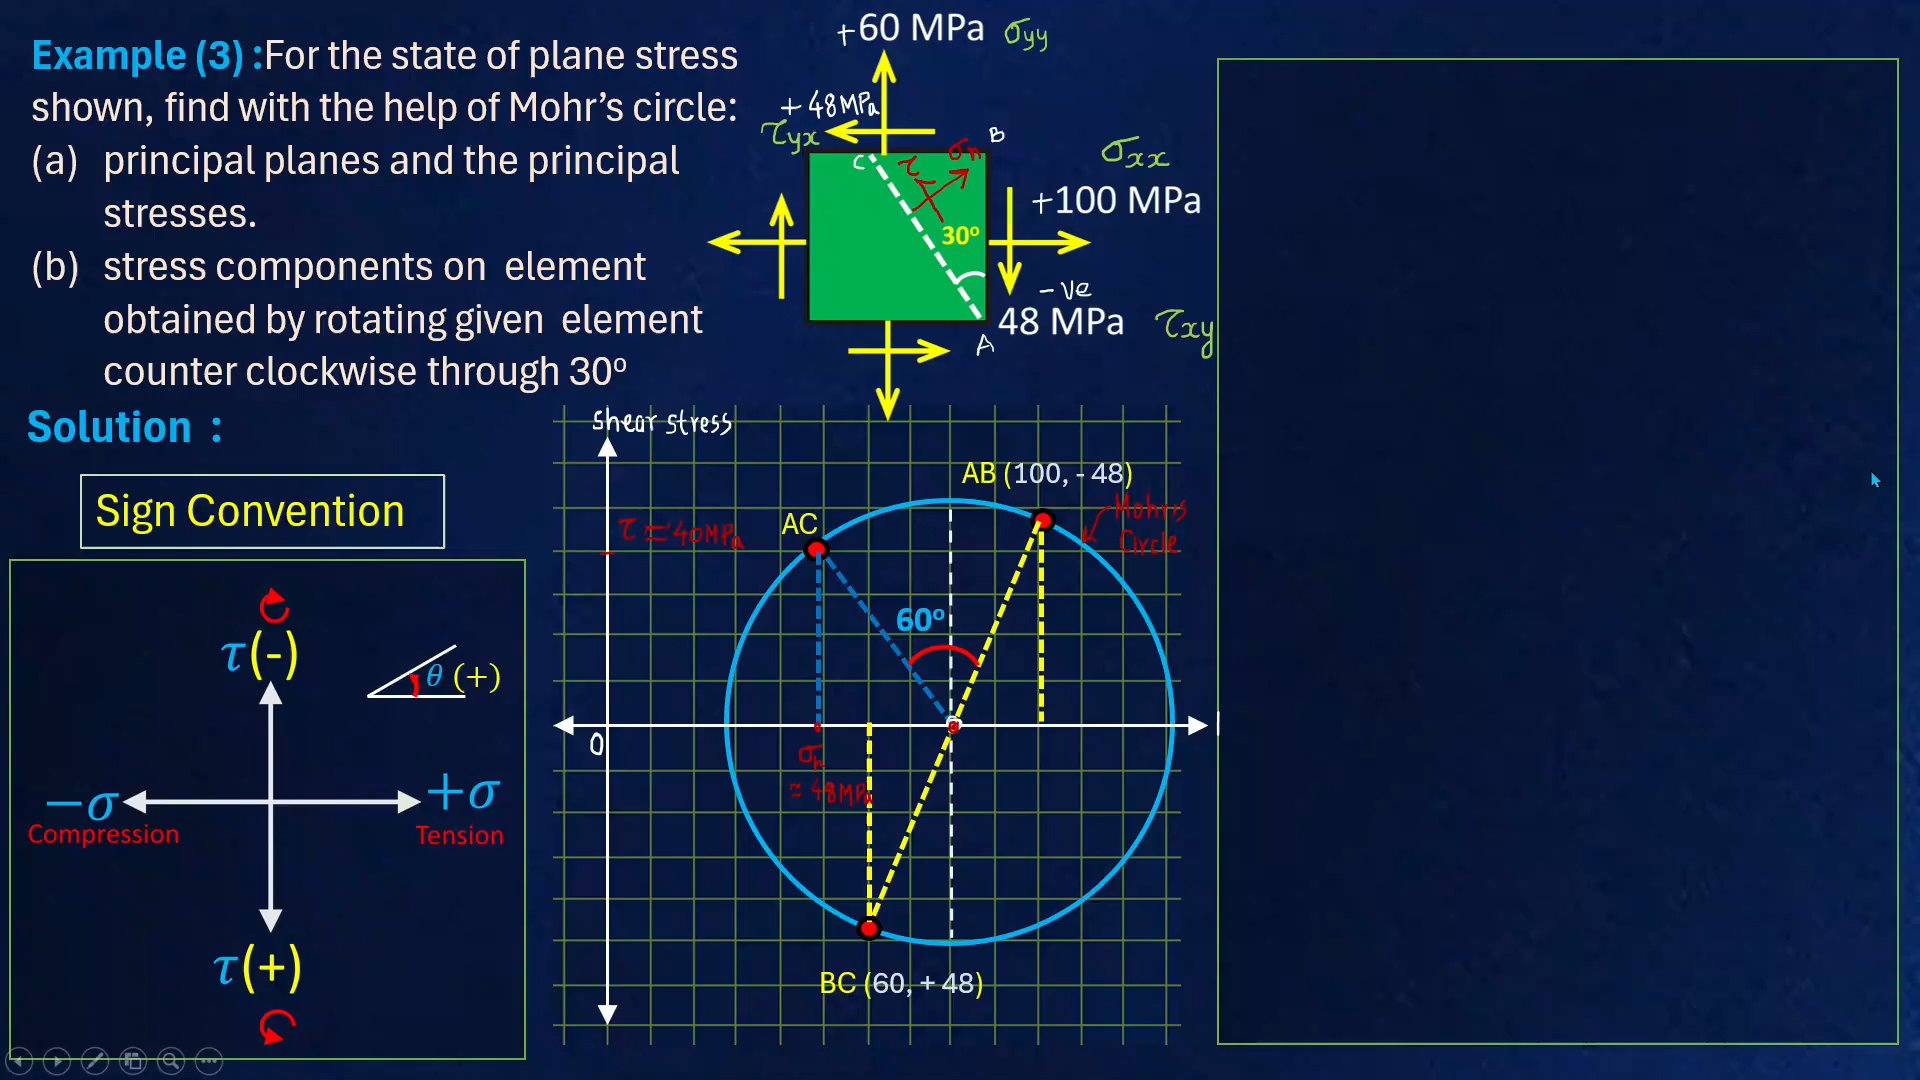 Example (3) :For the state of plane stress
shown, find with the help of Mohr’s circle:
(a) principal planes and the principal
stresses.
(b) stress components on element
obtained by rotating given element
counter clockwise through 30º
Solution :
Sign Convention
τ(-)
θ (+)
−σ
Compression
+σ
Tension
τ(+)
+60 MPa σyy
+48MPa
τyx
B
C
τ
σn
σxx
+100 MPa
30º
-ve
48 MPa τxy
A
Shear stress
AB (100, - 48)
Mohr's
Circle
τ≃40MPa
AC
60º
0
σn
≃48MPa
BC (60, + 48)